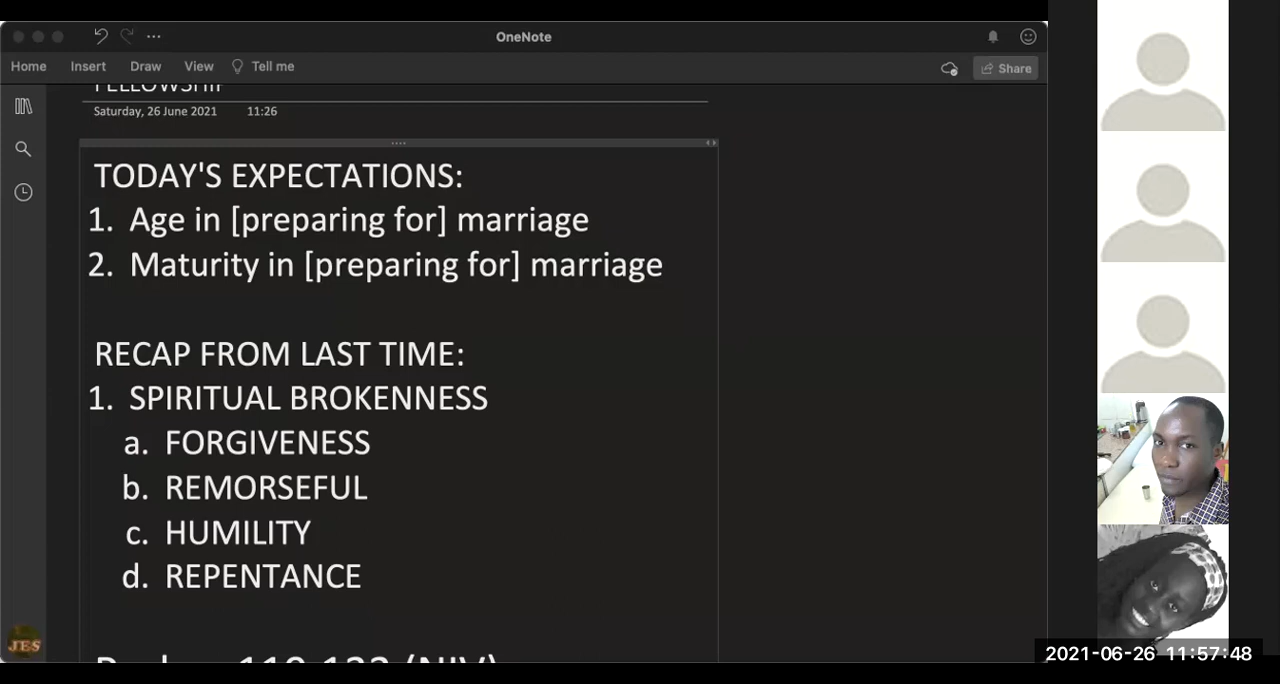 OneNote
Home Insert Draw View Tell me
Share
FELLOWSHIP
Saturday, 26 June 2021 11:26
TODAY'S EXPECTATIONS:
1. Age in [preparing for] marriage
2. Maturity in [preparing for] marriage
RECAP FROM LAST TIME:
1. SPIRITUAL BROKENNESS
a. FORGIVENESS
b. REMORSEFUL
c. HUMILITY
d. REPENTANCE
JES
2021-06-26 11:57:48